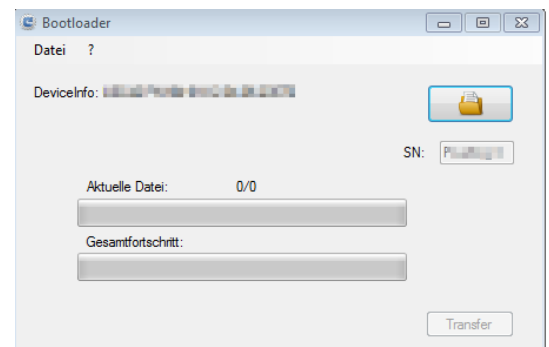 Bootloader
Datei ?
DeviceInfo:
SN:
Aktuelle Datei: 0/0
Gesamtfortschritt:
Transfer